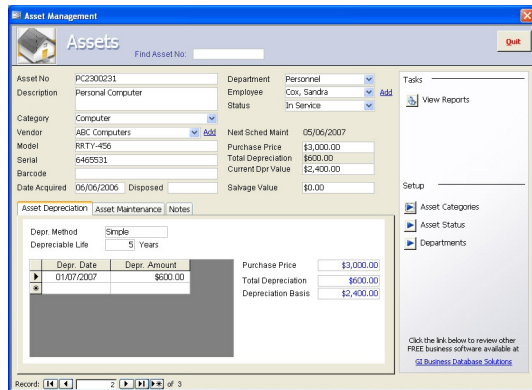 Asset Management
Assets
Find Asset No:
Quit
Asset No PC2300231
Description Personal Computer
Category Computer
Vendor ABC Computers Add
Model RRTY-456
Serial 6465531
Barcode
Date Acquired 06/06/2006 Disposed
Department Personnel
Employee Cox, Sandra Add
Status In Service
Next Sched Maint 05/06/2007
Purchase Price $3,000.00
Total Depreciation $600.00
Current Dpr Value $2,400.00
Salvage Value $0.00
Tasks
View Reports
Setup
Asset Categories
Asset Status
Departments
Asset Depreciation Asset Maintenance Notes
Depr. Method Simple
Depreciable Life 5 Years
Depr. Date Depr. Amount
01/07/2007 $600.00
Purchase Price $3,000.00
Total Depreciation $600.00
Depreciation Basis $2,400.00
Click the link below to review other
FREE business software available at
GI Business Database Solutions
Record: 2 of 3